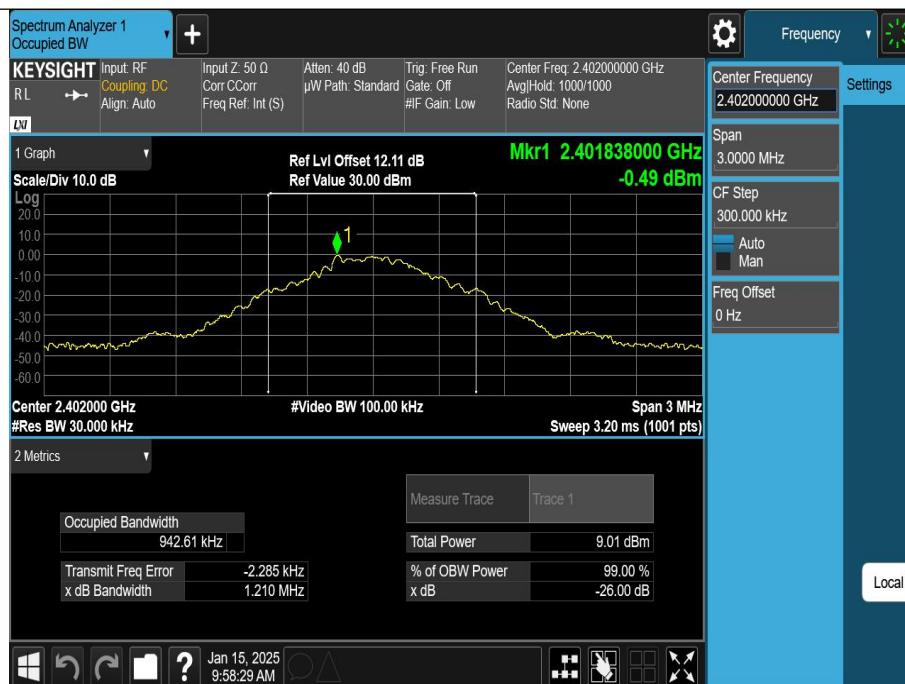 Spectrum Analyzer 1
Occupied BW
+
Frequency
KEYSIGHT
RL
LXI
Input: RF
Coupling: DC
Align: Auto
Input Z: 50 Ω
Corr CCorr
Freq Ref: Int (S)
Atten: 40 dB
µW Path: Standard
Trig: Free Run
Gate: Off
#IF Gain: Low
Center Freq: 2.402000000 GHz
Avg|Hold: 1000/1000
Radio Std: None
Center Frequency
2.402000000 GHz
Settings
Span
3.0000 MHz
CF Step
300.000 kHz
Auto
Man
Freq Offset
0 Hz
Local
1 Graph
Scale/Div 10.0 dB
Ref Lvl Offset 12.11 dB
Ref Value 30.00 dBm
Mkr1 2.401838000 GHz
-0.49 dBm
Log
20.0
10.0
0.00
-10.0
-20.0
-30.0
-40.0
-50.0
-60.0
1
Center 2.402000 GHz
#Res BW 30.000 kHz
#Video BW 100.00 kHz
Span 3 MHz
Sweep 3.20 ms (1001 pts)
2 Metrics
Measure Trace Trace 1
Occupied Bandwidth
942.61 kHz
Total Power 9.01 dBm
Transmit Freq Error -2.285 kHz
% of OBW Power 99.00 %
x dB Bandwidth 1.210 MHz
x dB -26.00 dB
?
Jan 15, 2025
9:58:29 AM